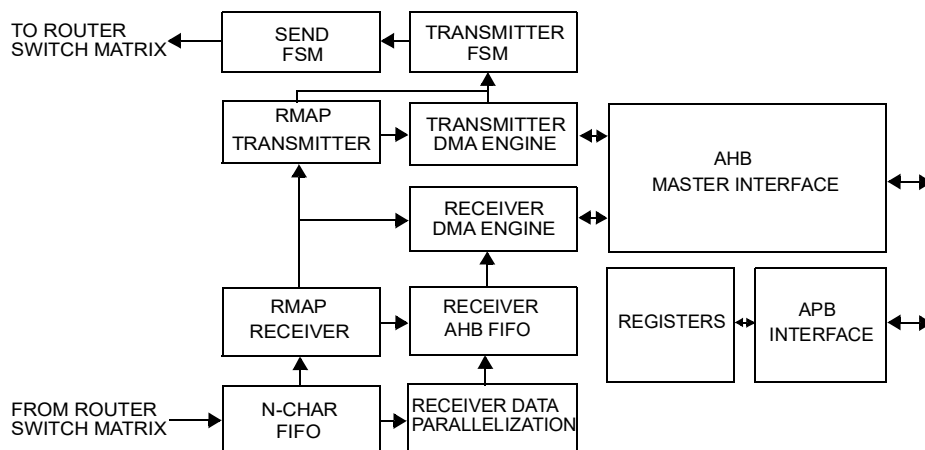 TO ROUTER
SWITCH MATRIX
SEND
FSM
TRANSMITTER
FSM
RMAP
TRANSMITTER
TRANSMITTER
DMA ENGINE
AHB
MASTER INTERFACE
RECEIVER
DMA ENGINE
RMAP
RECEIVER
RECEIVER
AHB FIFO
REGISTERS
APB
INTERFACE
FROM ROUTER
SWITCH MATRIX
N-CHAR
FIFO
RECEIVER DATA
PARALLELIZATION